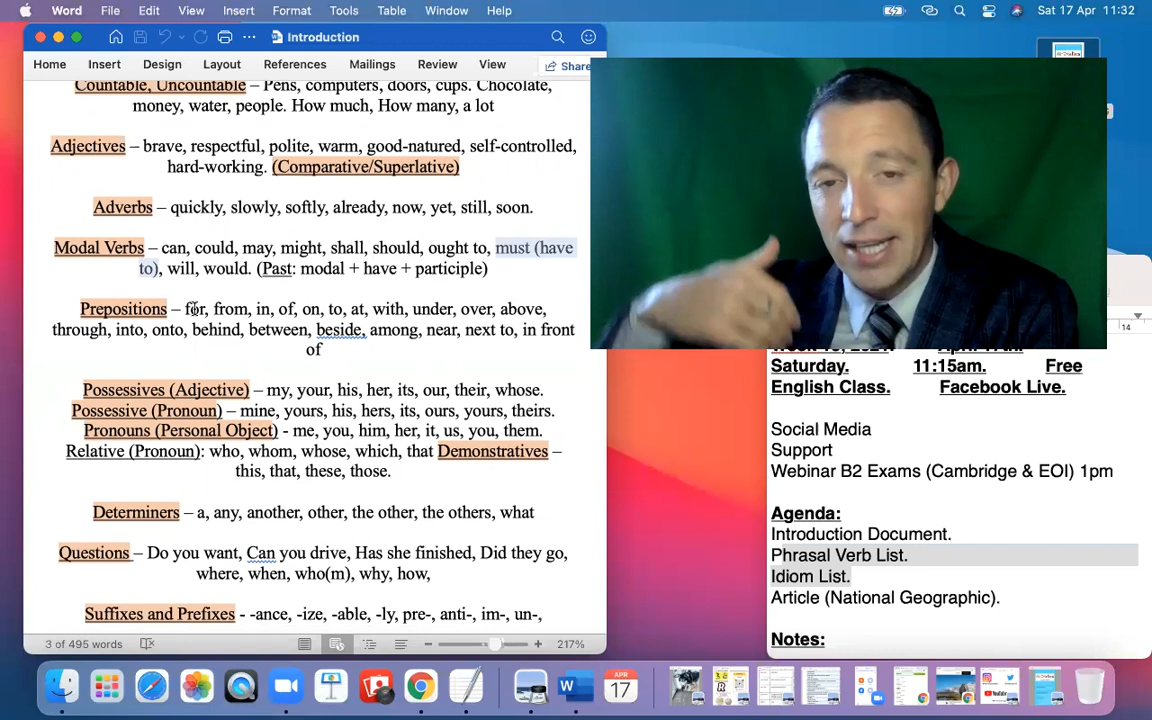 Word File Edit View Insert Format Tools Table Window Help Sat 17 Apr 11:32
Introduction
Home Insert Design Layout References Mailings Review View Share
Countable, Uncountable – Pens, computers, doors, cups. Chocolate,
money, water, people. How much, How many, a lot
Adjectives – brave, respectful, polite, warm, good-natured, self-controlled,
hard-working. (Comparative/Superlative)
Adverbs – quickly, slowly, softly, already, now, yet, still, soon.
Modal Verbs – can, could, may, might, shall, should, ought to, must (have
to), will, would. (Past: modal + have + participle)
Prepositions – for, from, in, of, on, to, at, with, under, over, above,
through, into, onto, behind, between, beside, among, near, next to, in front
of
Possessives (Adjective) – my, your, his, her, its, our, their, whose.
Possessive (Pronoun) – mine, yours, his, hers, its, ours, yours, theirs.
Pronouns (Personal Object) - me, you, him, her, it, us, you, them.
Relative (Pronoun): who, whom, whose, which, that Demonstratives –
this, that, these, those.
Determiners – a, any, another, other, the other, the others, what
Questions – Do you want, Can you drive, Has she finished, Did they go,
where, when, who(m), why, how,
Suffixes and Prefixes - -ance, -ize, -able, -ly, pre-, anti-, im-, un-,
3 of 495 words 217%
14
2021. April 17th.
Saturday. 11:15am. Free
English Class. Facebook Live.
Social Media
Support
Webinar B2 Exams (Cambridge & EOI) 1pm
Agenda:
Introduction Document.
Phrasal Verb List.
Idiom List.
Article (National Geographic).
Notes:
APR
17